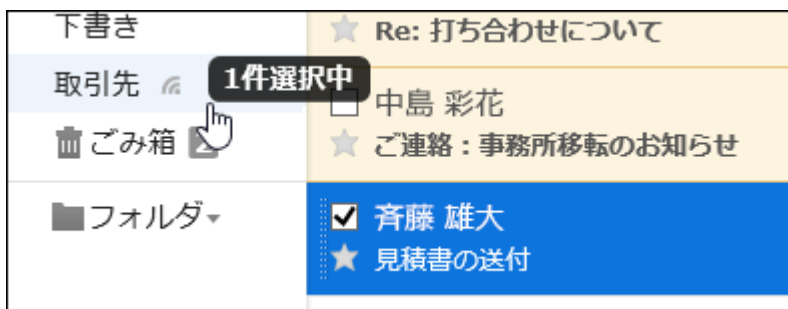 下書き
取引先
ごみ箱
フォルダ
1件選択中
Re: 打ち合わせについて
中島 彩花
ご連絡：事務所移転のお知らせ
斉藤 雄大
見積書の送付